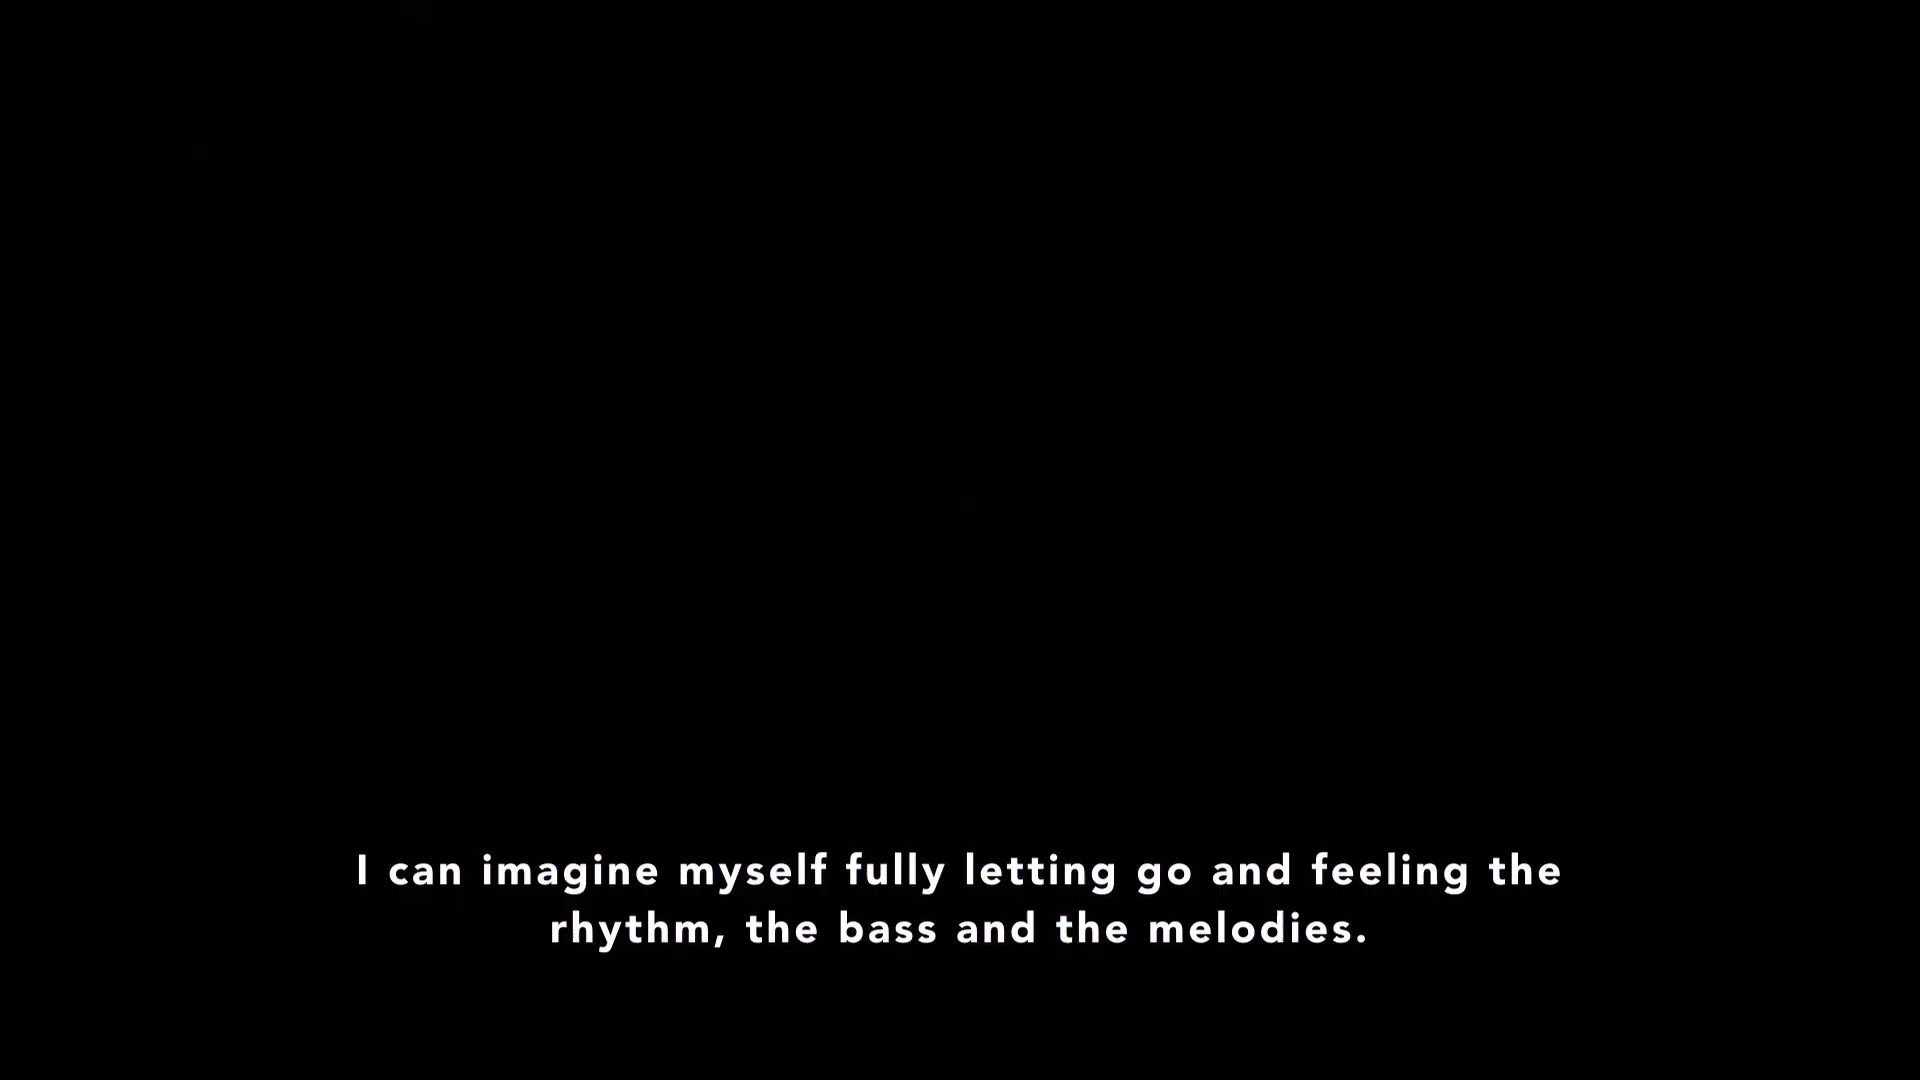 I can imagine myself fully letting go and feeling the
rhythm, the bass and the melodies.